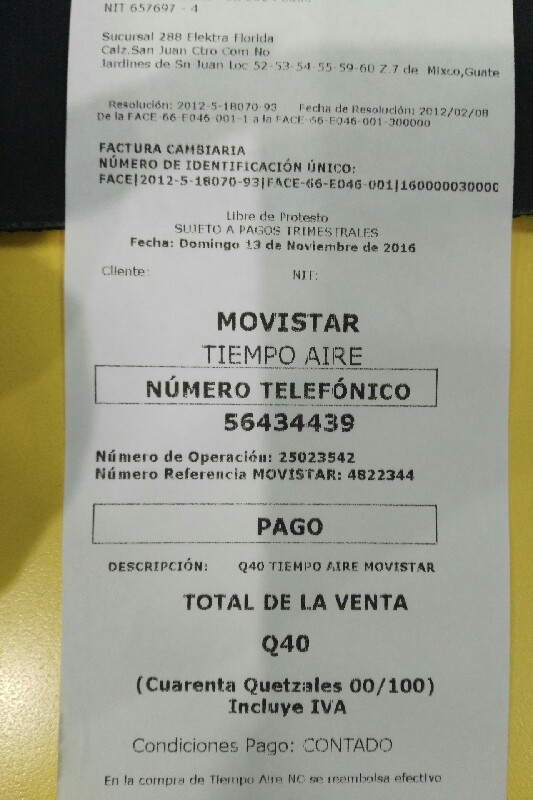 NIT 657697 - 4
Sucursal 288 Elektra Florida
Calz.San Juan Ctro Com No
Jardines de Sn Juan Loc 52-53-54-55-59-60 Z.7 de Mixco,Guate
Resolución: 2012-5-18070-93 Fecha de Resolución: 2012/02/08
De la FACE-66-E046-001-1 a la FACE-66-E046-001-300000
FACTURA CAMBIARIA
NÚMERO DE IDENTIFICACIÓN ÚNICO:
FACE|2012-5-18070-93|FACE-66-E046-001|16000003000
Libre de Protesto
SUJETO A PAGOS TRIMESTRALES
Fecha: Domingo 13 de Noviembre de 2016
Cliente: NIT:
MOVISTAR
TIEMPO AIRE
NÚMERO TELEFÓNICO
56434439
Número de Operación: 25023542
Número Referencia MOVISTAR: 4822344
PAGO
DESCRIPCIÓN: Q40 TIEMPO AIRE MOVISTAR
TOTAL DE LA VENTA
Q40
(Cuarenta Quetzales 00/100)
Incluye IVA
Condiciones Pago: CONTADO
En la compra de Tiempo Aire NO se reembolsa efectivo